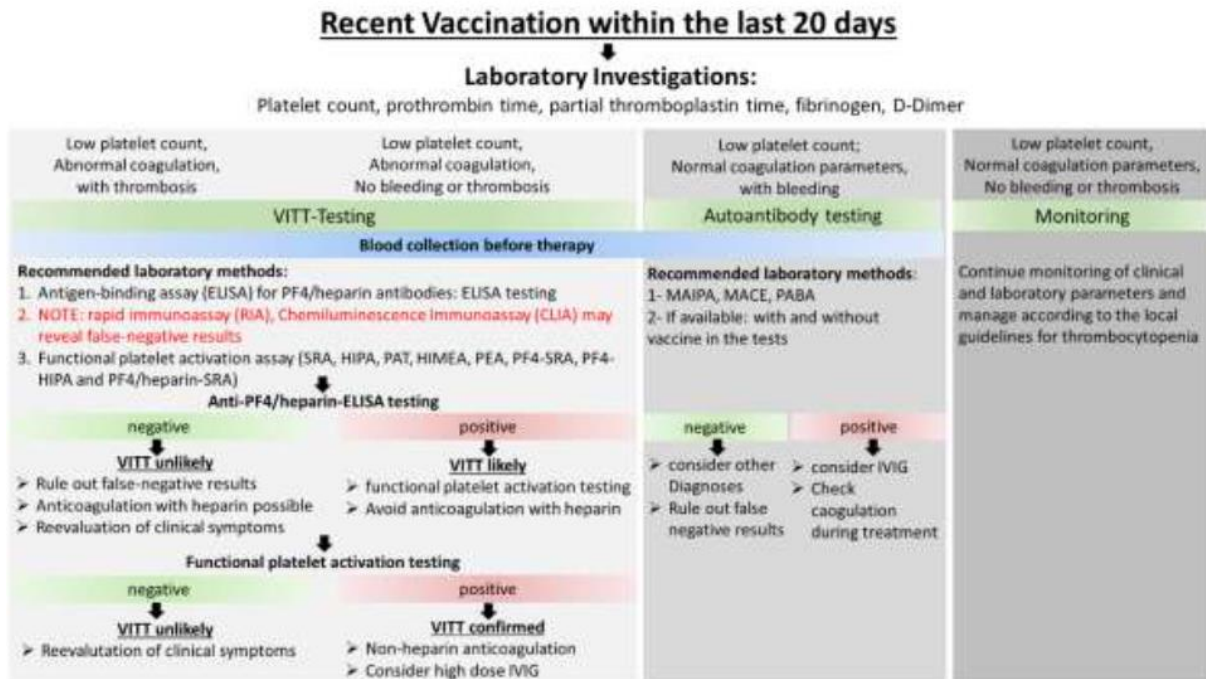 Recent Vaccination within the last 20 days
Laboratory Investigations:
Platelet count, prothrombin time, partial thromboplastin time, fibrinogen, D-Dimer
Low platelet count,
Abnormal coagulation,
with thrombosis
Low platelet count,
Abnormal coagulation,
No bleeding or thrombosis
Low platelet count;
Normal coagulation parameters,
with bleeding
Low platelet count,
Normal coagulation parameters,
No bleeding or thrombosis
VITT-Testing
Autoantibody testing
Monitoring
Blood collection before therapy
Recommended laboratory methods:
1. Antigen-binding assay (ELISA) for PF4/heparin antibodies: ELISA testing
2. NOTE: rapid immunoassay (RIA), Chemiluminescence Immunoassay (CLIA) may
reveal false-negative results
3. Functional platelet activation assay (SRA, HIPA, PAT, HIMEA, PEA, PF4-SRA, PF4-
HIPA and PF4/heparin-SRA)
Recommended laboratory methods:
1- MAIPA, MACE, PABA
2- If available: with and without
vaccine in the tests
Continue monitoring of clinical
and laboratory parameters and
manage according to the local
guidelines for thrombocytopenia
Anti-PF4/heparin-ELISA testing
negative
VITT unlikely
➢ Rule out false-negative results
➢ Anticoagulation with heparin possible
➢ Reevaluation of clinical symptoms
positive
VITT likely
➢ functional platelet activation testing
➢ Avoid anticoagulation with heparin
negative
➢ consider other
Diagnoses
➢ Rule out false
negative results
positive
➢ consider IVIG
➢ Check
caogulation
during treatment
Functional platelet activation testing
negative
VITT unlikely
➢ Reevalutation of clinical symptoms
positive
VITT confirmed
➢ Non-heparin anticoagulation
➢ Consider high dose IVIG